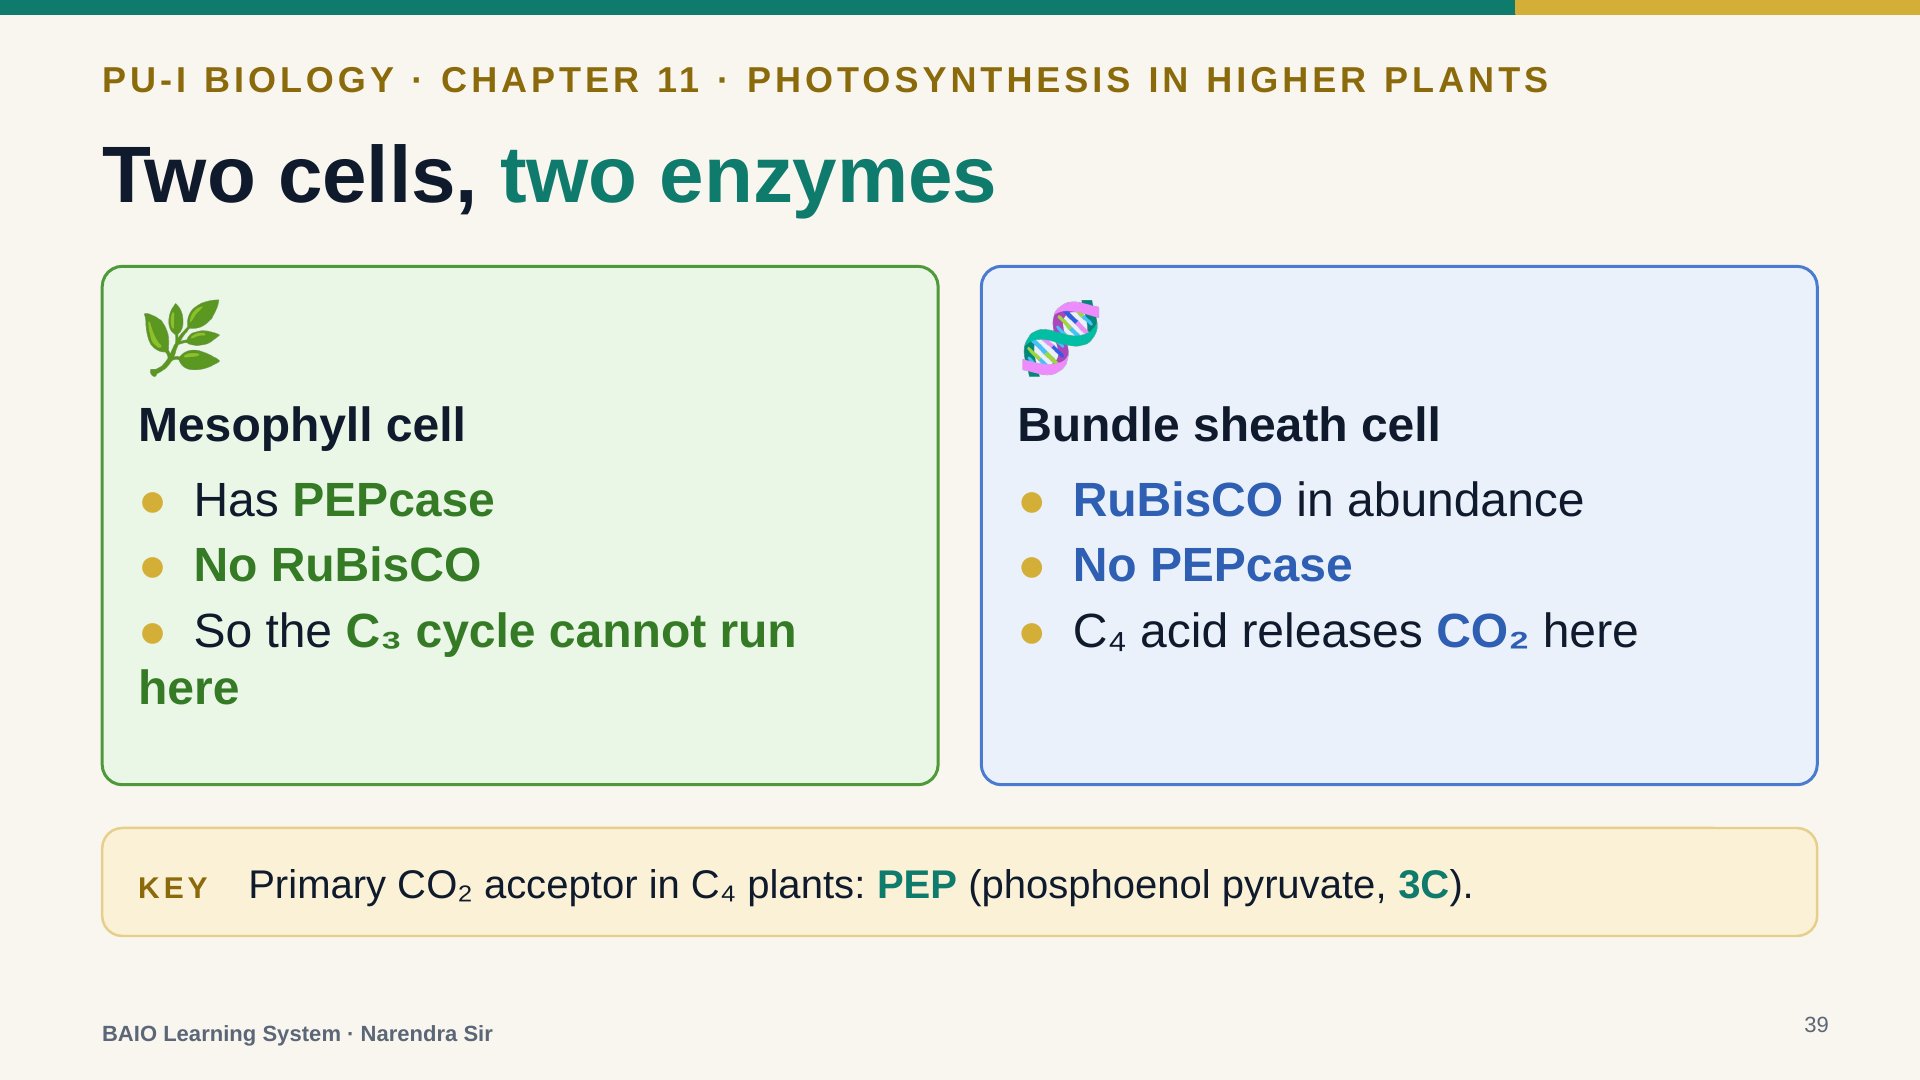 PU-I BIOLOGY · CHAPTER 11 · PHOTOSYNTHESIS IN HIGHER PLANTS
Two cells, two enzymes
Mesophyll cell
● Has PEPcase
● No RuBisCO
● So the C₃ cycle cannot run
here
Bundle sheath cell
● RuBisCO in abundance
● No PEPcase
● C₄ acid releases CO₂ here
KEY Primary CO₂ acceptor in C₄ plants: PEP (phosphoenol pyruvate, 3C).
BAIO Learning System · Narendra Sir
39